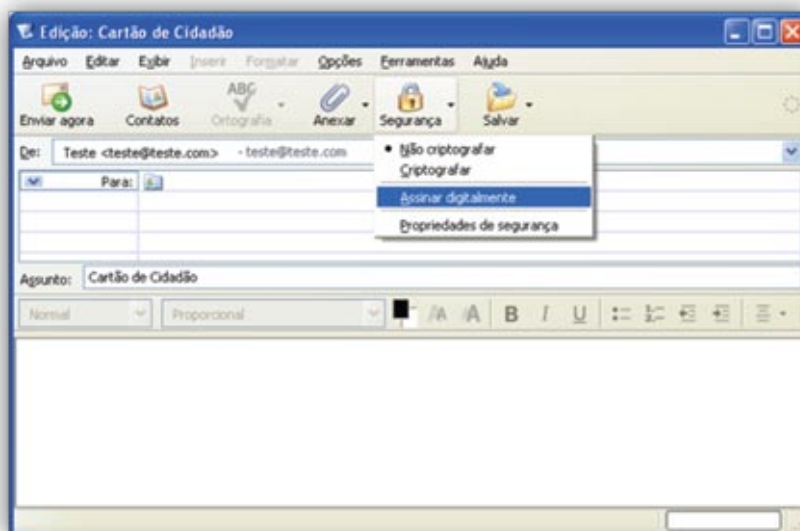 Edição: Cartão de Cidadão
Arquivo Editar Exibir Inserir Formatar Opções Ferramentas Ajuda
ABC
Enviar agora Contatos Ortografia Anexar Segurança Salvar
De: Teste <teste@teste.com> - teste@teste.com
Não criptografar
Criptografar
Assinar digitalmente
Propriedades de segurança
Para:
Assunto: Cartão de Cidadão
Normal Proporcional A A B I U